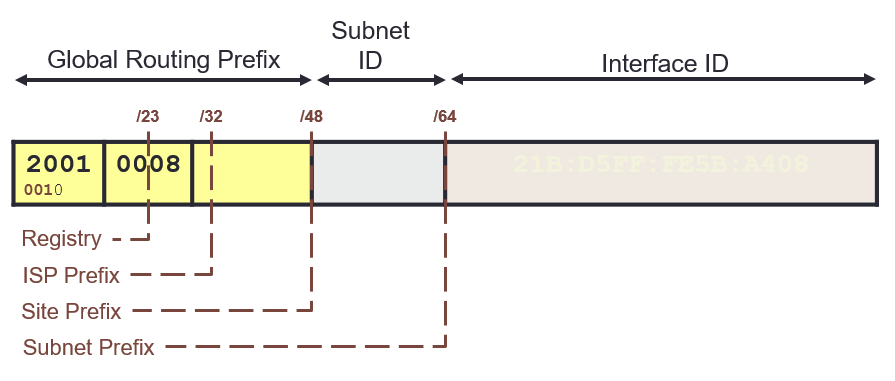 Subnet
ID
Global Routing Prefix
Interface ID
/23 /32 /48 /64
2001 0008 21B:D5FF:FE5B:A408
0010
Registry
ISP Prefix
Site Prefix
Subnet Prefix